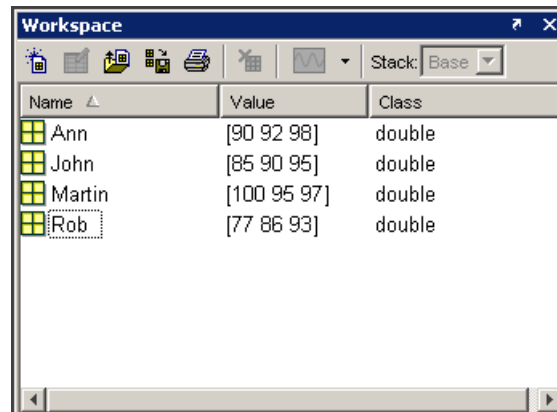 Workspace
Stack: Base
Name Value Class
Ann [90 92 98] double
John [85 90 95] double
Martin [100 95 97] double
Rob [77 86 93] double